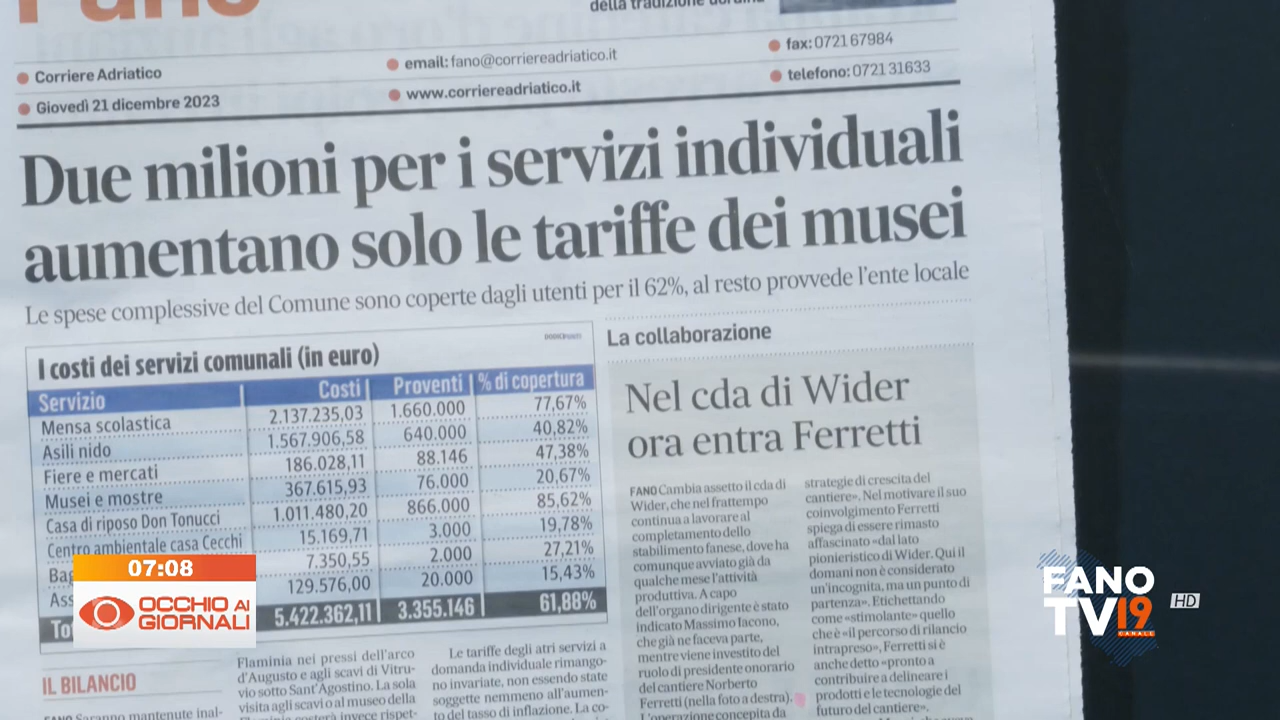 Fano
della tradizione
Corriere Adriatico
email: fano@corriereadriatico.it
fax: 0721 67984
Giovedì 21 dicembre 2023
www.corriereadriatico.it
telefono: 0721 31633
Due milioni per i servizi individuali
aumentano solo le tariffe dei musei
Le spese complessive del Comune sono coperte dagli utenti per il 62%, al resto provvede l'ente locale
I costi dei servizi comunali (in euro)
Servizio Costi Proventi % di copertura
Mensa scolastica 2.137.235,03 1.660.000 77,67%
Asili nido 1.567.906,58 640.000 40,82%
Fiere e mercati 186.028,11 88.146 47,38%
Musei e mostre 367.615,93 76.000 20,67%
Casa di riposo Don Tonucci 1.011.480,20 866.000 85,62%
Centro ambientale casa Cecchi 15.169,71 3.000 19,78%
7.350,55 2.000 27,21%
129.576,00 20.000 15,43%
5.422.362,11 3.355.146 61,88%
IL BILANCIO
Flaminia nei pressi dell'arco
d'Augusto e agli scavi di Vitru-
vio sotto Sant'Agostino. La sola
visita agli scavi o al museo della
Le tariffe degli atri servizi a
domanda individuale rimango-
no invariate, non essendo state
soggette nemmeno all'aumen-
to del tasso di inflazione. La co-
La collaborazione
Nel cda di Wider
ora entra Ferretti
FANO Cambia assetto il cda di
Wider, che nel frattempo
continua a lavorare al
completamento dello
stabilimento fanese, dove ha
comunque avviato già da
qualche mese l'attività
produttiva. A capo
dell'organo dirigente è stato
indicato Massimo Iacono,
che già ne faceva parte,
mentre viene investito del
ruolo di presidente onorario
del cantiere Norberto
Ferretti (nella foto a destra).
L'operazione concepita da
strategie di crescita del
cantiere». Nel motivare il suo
coinvolgimento Ferretti
spiega di essere rimasto
affascinato «dal lato
pionieristico di Wider. Qui il
domani non è considerato
un'incognita, ma un punto di
partenza». Etichettando
come «stimolante» quello
che è «il percorso di rilancio
intrapreso», Ferretti si è
anche detto «pronto a
contribuire a delineare i
prodotti e le tecnologie del
futuro del cantiere».
07:08
OCCHIO AI
GIORNALI
FANO
TV 19
CANALE
HD